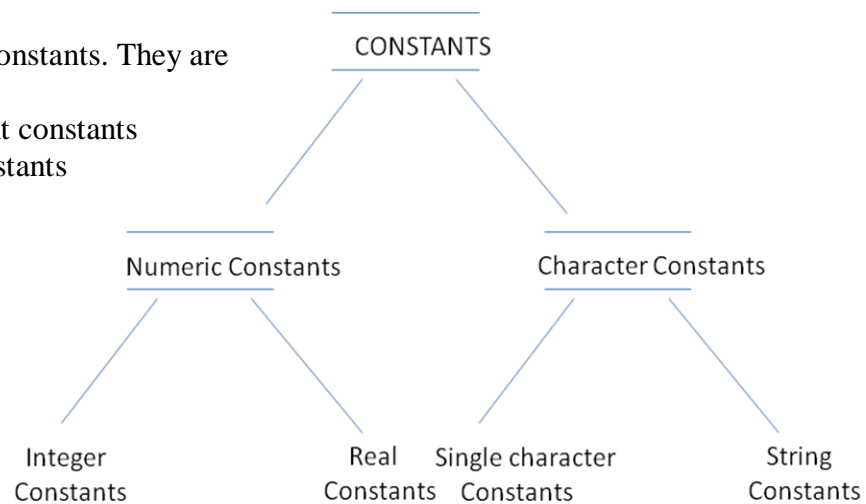 onstants. They are
t constants
stants
CONSTANTS
Numeric Constants
Character Constants
Integer
Constants
Real
Constants
Single character
Constants
String
Constants